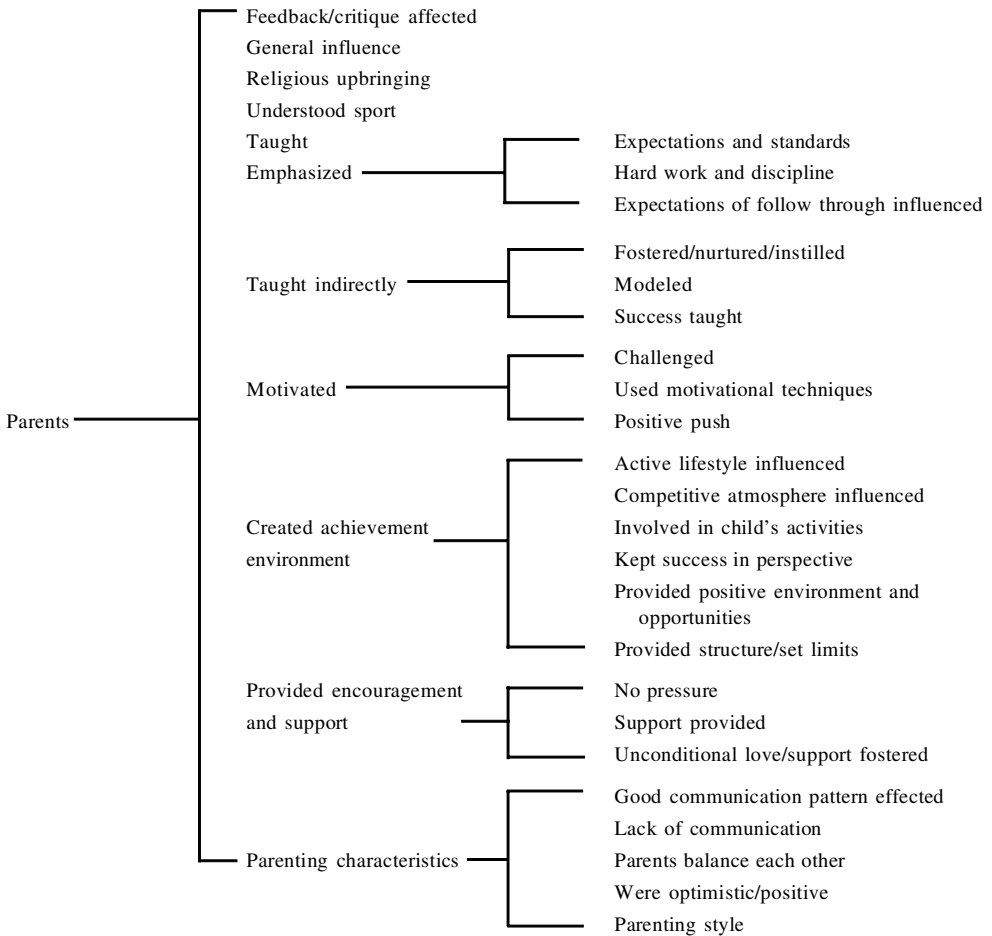 Feedback/critique affected
General influence
Religious upbringing
Understood sport
Taught
Emphasized
Expectations and standards
Hard work and discipline
Expectations of follow through influenced
Taught indirectly
Fostered/nurtured/instilled
Modeled
Success taught
Motivated
Challenged
Used motivational techniques
Positive push
Parents
Created achievement
environment
Active lifestyle influenced
Competitive atmosphere influenced
Involved in child's activities
Kept success in perspective
Provided positive environment and
opportunities
Provided structure/set limits
Provided encouragement
and support
No pressure
Support provided
Unconditional love/support fostered
Parenting characteristics
Good communication pattern effected
Lack of communication
Parents balance each other
Were optimistic/positive
Parenting style